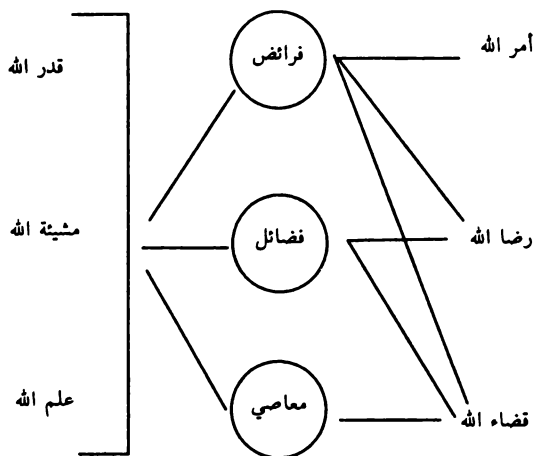 أمر الله
فرائض
قدر الله
رضا الله
فضائل
مشيئة الله
قضاء الله
معاصي
علم الله